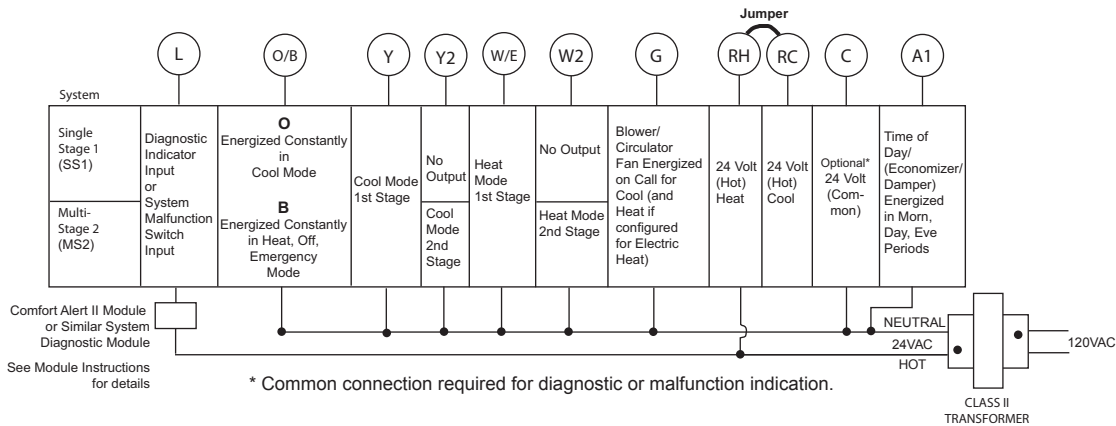 Jumper
L
O/B
Y
Y2
W/E
W2
G
RH
RC
C
A1
System
Single
Stage 1
(SS1)
Multi-
Stage 2
(MS2)
Diagnostic
Indicator
Input
or
System
Malfunction
Switch
Input
O
Energized Constantly
in
Cool Mode
B
Energized Constantly
in Heat, Off,
Emergency
Mode
Cool Mode
1st Stage
No
Output
Cool
Mode
2nd
Stage
Heat
Mode
1st Stage
No Output
Heat Mode
2nd Stage
Blower/
Circulator
Fan Energized
on Call for
Cool (and
Heat if
configured
for Electric
Heat)
24 Volt
(Hot)
Heat
24 Volt
(Hot)
Cool
Optional*
24 Volt
(Com-
mon)
Time of
Day/
(Economizer/
Damper)
Energized
in Morn,
Day, Eve
Periods
Comfort Alert II Module
or Similar System
Diagnostic Module
See Module Instructions
for details
NEUTRAL
24VAC
HOT
120VAC
* Common connection required for diagnostic or malfunction indication.
CLASS II
TRANSFORMER